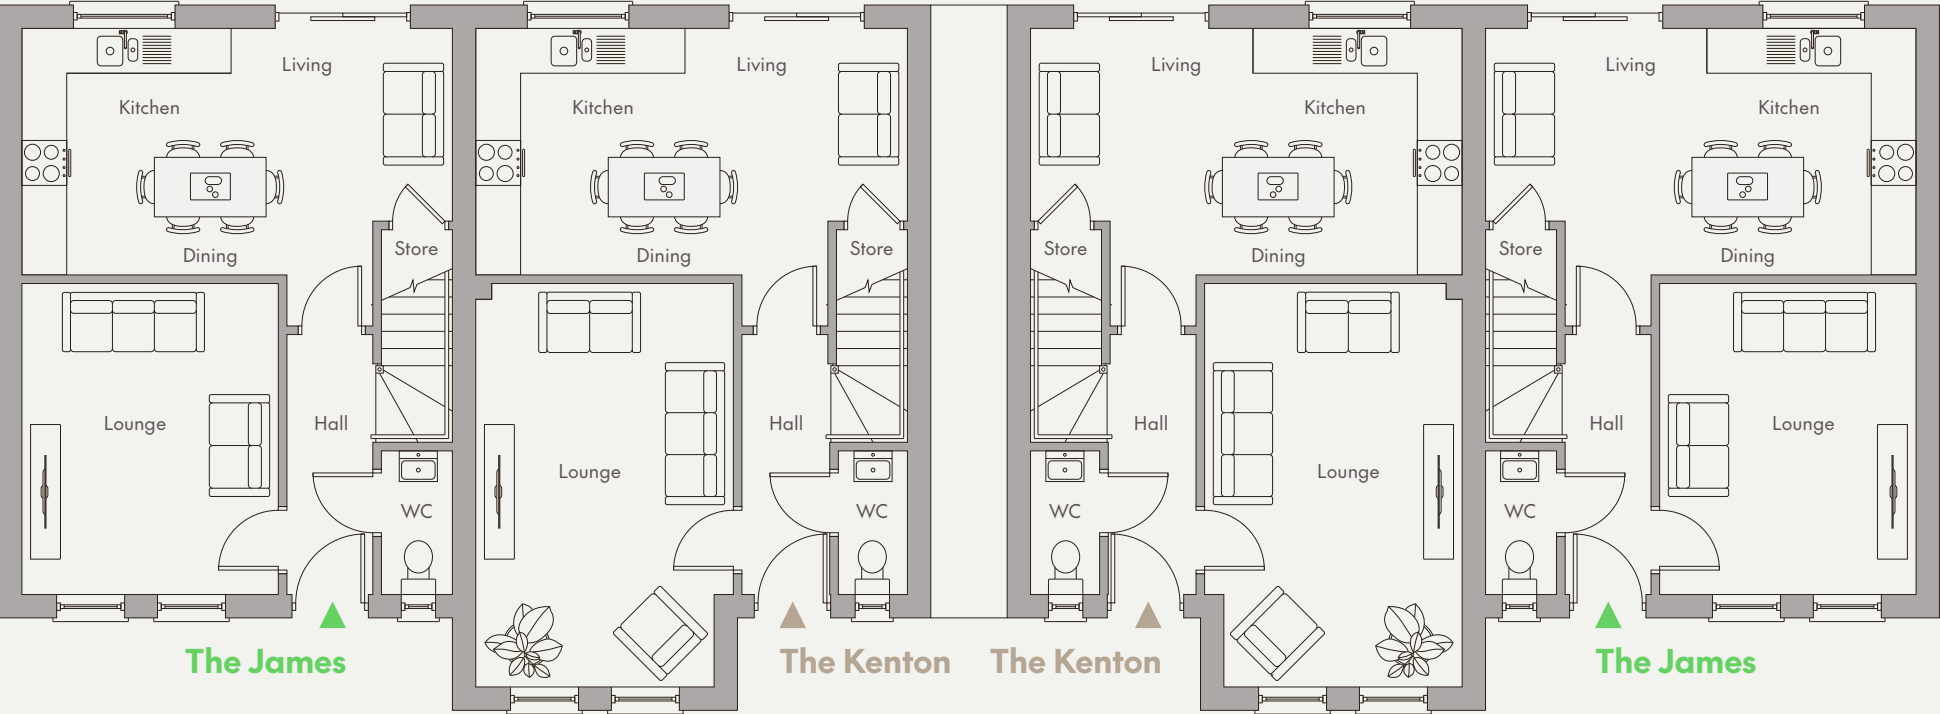 Living
Living
Living
Living
Kitchen
Kitchen
Kitchen
Kitchen
Store
Store
Store
Store
Dining
Dining
Dining
Dining
Lounge
Hall
Hall
Hall
Hall
Lounge
Lounge
Lounge
WC
WC
WC
WC
The James
The Kenton
The Kenton
The James